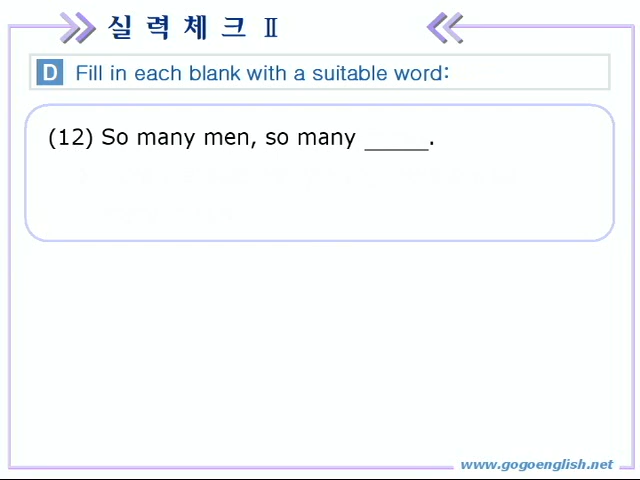 실 력 체 크 Ⅱ
D Fill in each blank with a suitable word:
(12) So many men, so many _____.
www.gogoenglish.net